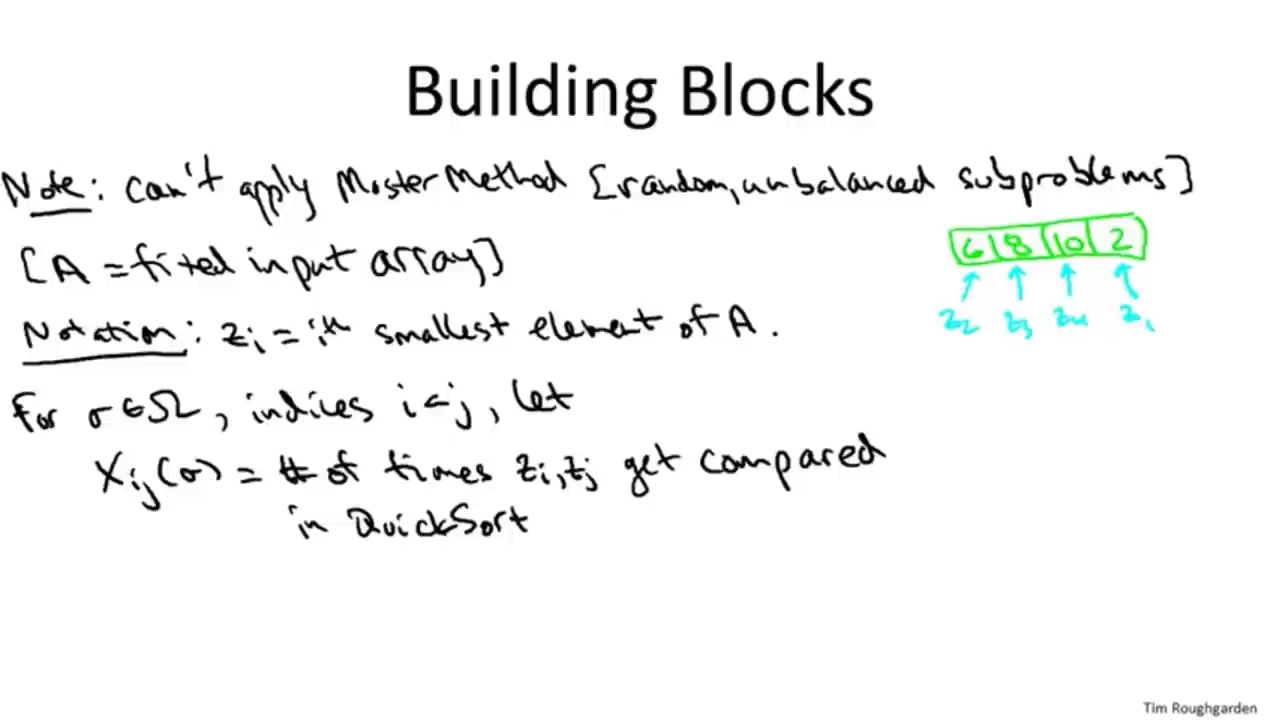 Building Blocks
Note: can't apply Master Method [random, unbalanced subproblems]
[A = fixed input array]
6 8 10 2
Notation: zi = ith smallest element of A.
z2 z3 z4 z1
For σ∈Ω, indices i<j, let
Xij(σ) = # of times zi,zj get compared
in QuickSort
Tim Roughgarden